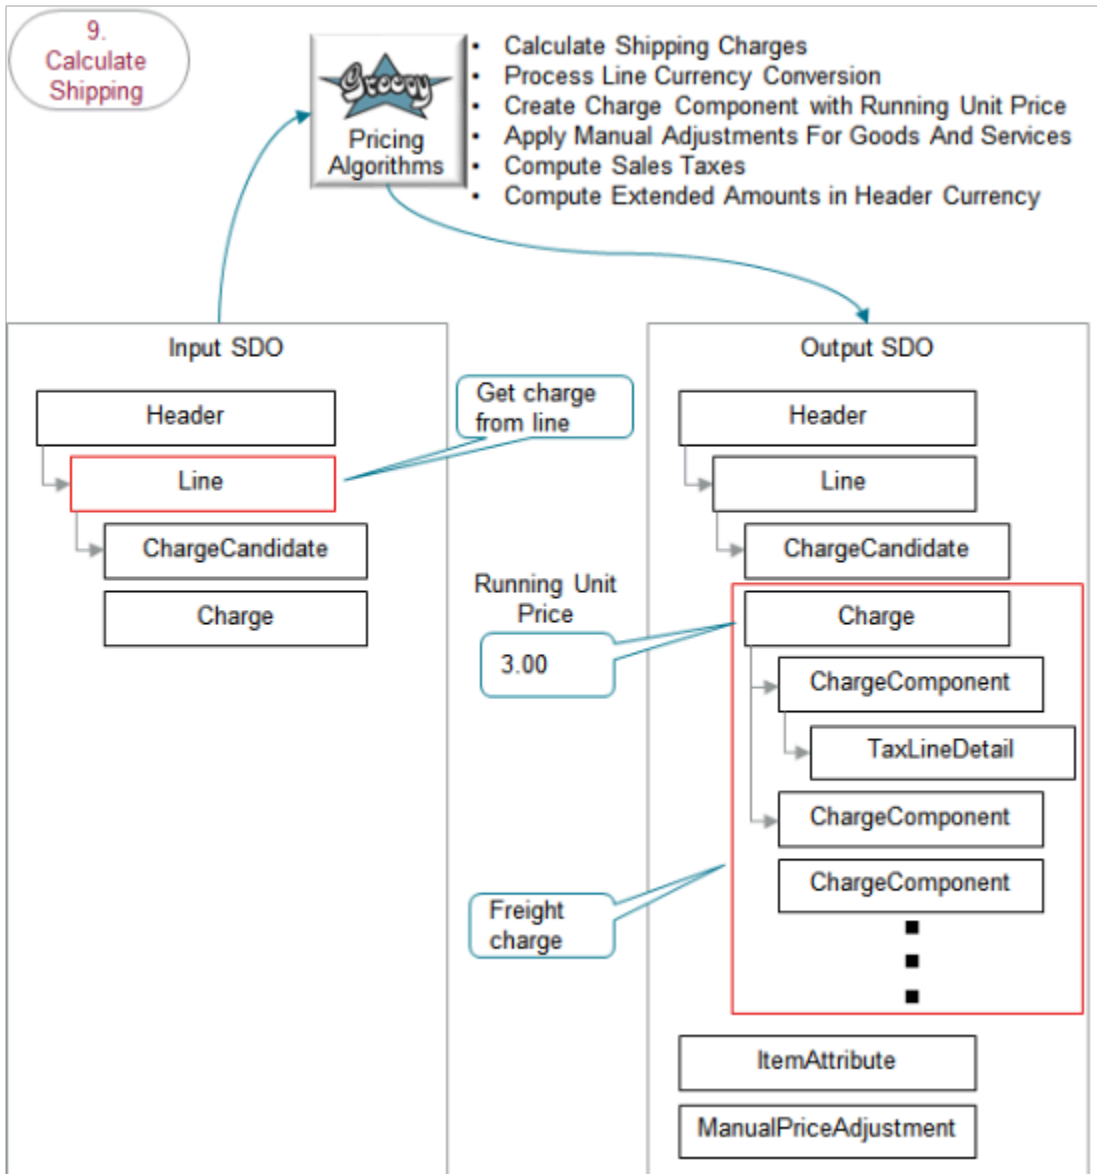 9.
Calculate
Shipping
Groovy
Pricing
Algorithms
• Calculate Shipping Charges
• Process Line Currency Conversion
• Create Charge Component with Running Unit Price
• Apply Manual Adjustments For Goods And Services
• Compute Sales Taxes
• Compute Extended Amounts in Header Currency
Input SDO
Header
Line
ChargeCandidate
Charge
Get charge
from line
Running Unit
Price
3.00
Freight
charge
Output SDO
Header
Line
ChargeCandidate
Charge
ChargeComponent
TaxLineDetail
ChargeComponent
ChargeComponent
ItemAttribute
ManualPriceAdjustment